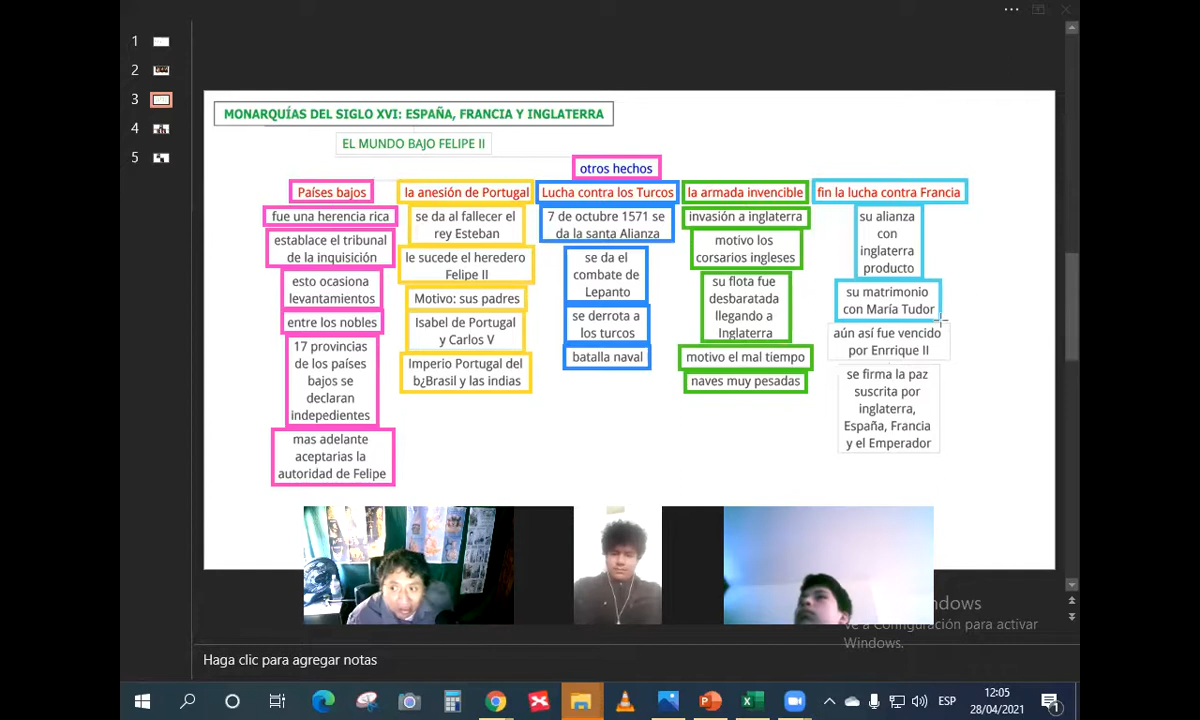 1
2
3
4
5
MONARQUÍAS DEL SIGLO XVI: ESPAÑA, FRANCIA Y INGLATERRA
EL MUNDO BAJO FELIPE II
otros hechos
Países bajos
fue una herencia rica
establace el tribunal
de la inquisición
esto ocasiona
levantamientos
entre los nobles
17 provincias
de los países
bajos se
declaran
indepedientes
mas adelante
aceptarias la
autoridad de Felipe
la anesión de Portugal
se da al fallecer el
rey Esteban
le sucede el heredero
Felipe II
Motivo: sus padres
Isabel de Portugal
y Carlos V
Imperio Portugal del
b¿Brasil y las indias
Lucha contra los Turcos
7 de octubre 1571 se
da la santa Alianza
se da el
combate de
Lepanto
se derrota a
los turcos
batalla naval
la armada invencible
invasión a inglaterra
motivo los
corsarios ingleses
su flota fue
desbaratada
llegando a
Inglaterra
motivo el mal tiempo
naves muy pesadas
fin la lucha contra Francia
su alianza
con
inglaterra
producto
su matrimonio
con María Tudor
aún así fue vencido
por Enrrique II
se firma la paz
suscrita por
inglaterra,
España, Francia
y el Emperador
ndows
Ve a Configuración para activar
Windows.
Haga clic para agregar notas
ESP
12:05
28/04/2021
1